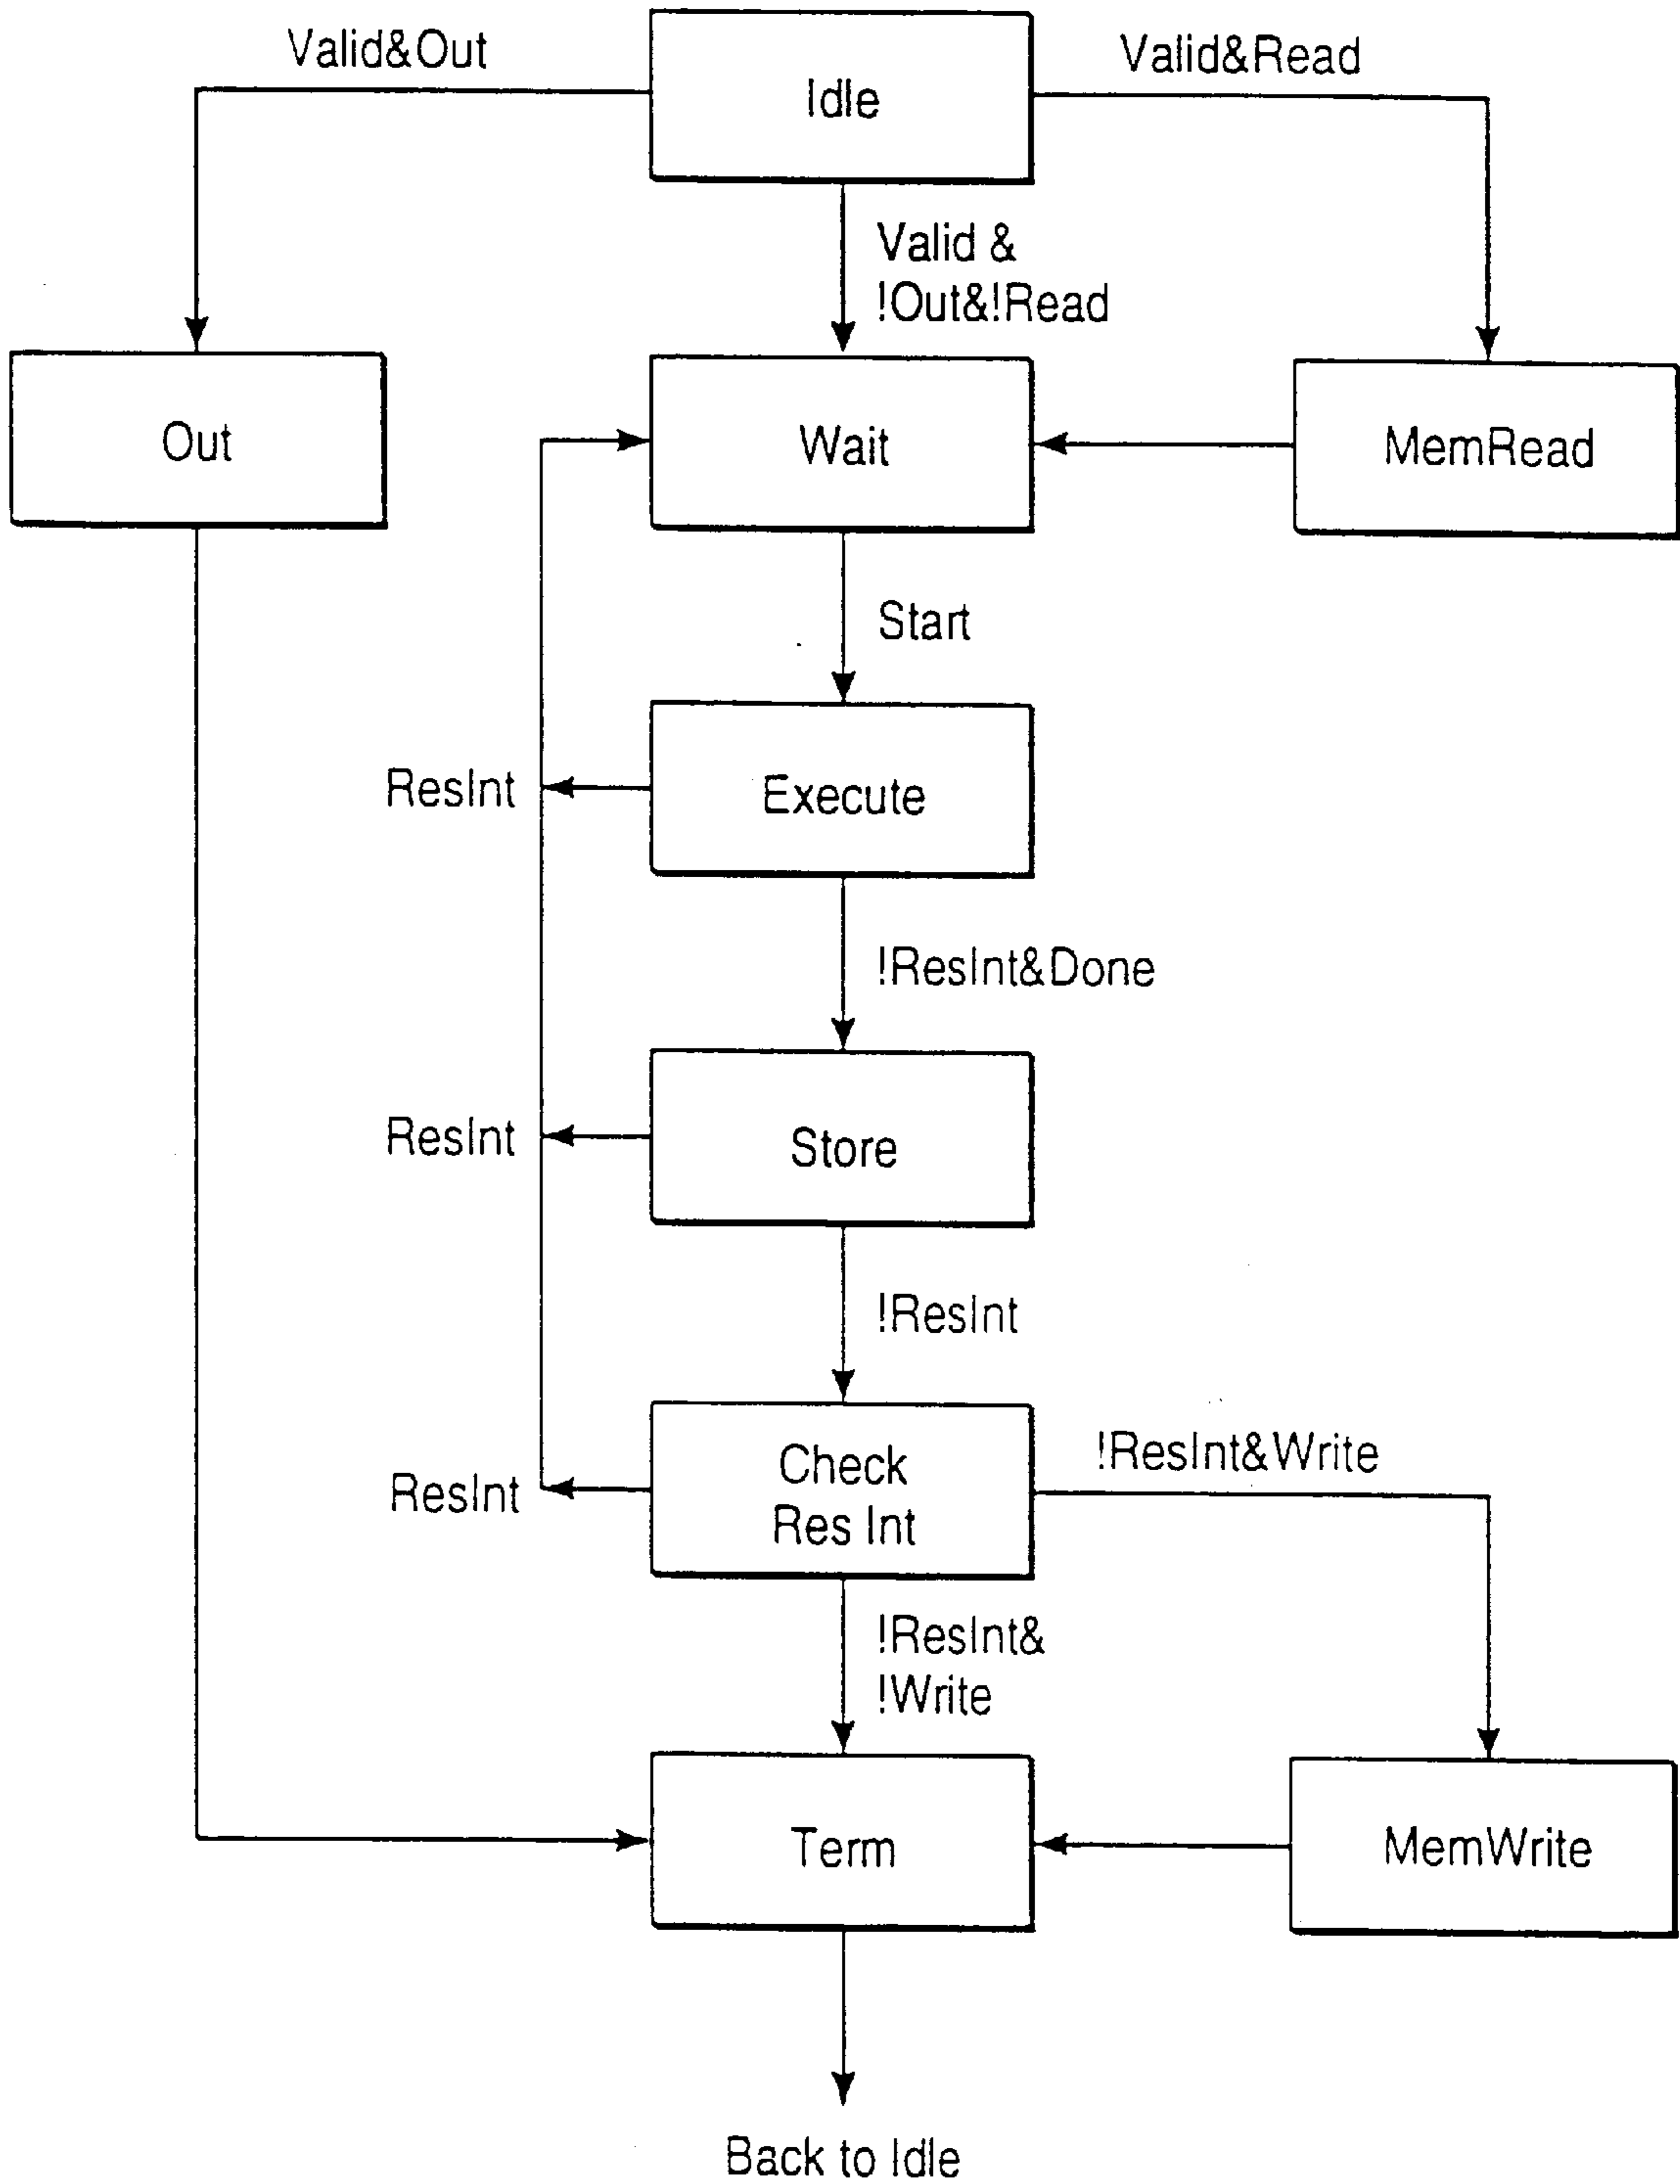 Valid&Out
Idle
Valid&Read
Valid &
!Out&!Read
Out
Wait
MemRead
Start
ResInt
Execute
!ResInt&Done
ResInt
Store
!ResInt
ResInt
Check
Res Int
!ResInt&Write
!ResInt&
!Write
Term
MemWrite
Back to Idle